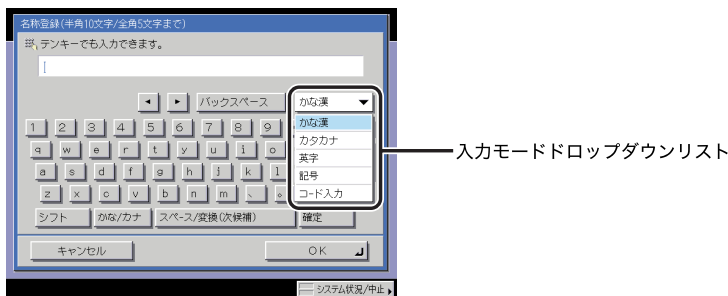 名称登録(半角10文字/全角5文字まで)
テンキーでも入力できます。
[
◄ ► バックスペース かな漢 ▼
かな漢
カタカナ
英字
記号
コード入力
入力モードドロップダウンリスト
1 2 3 4 5 6 7 8 9
q w e r t y u i o
a s d f g h j k l
z x c v b n m 、 。
シフト かな/カナ スペース/変換(次候補) 確定
キャンセル OK
システム状況/中止